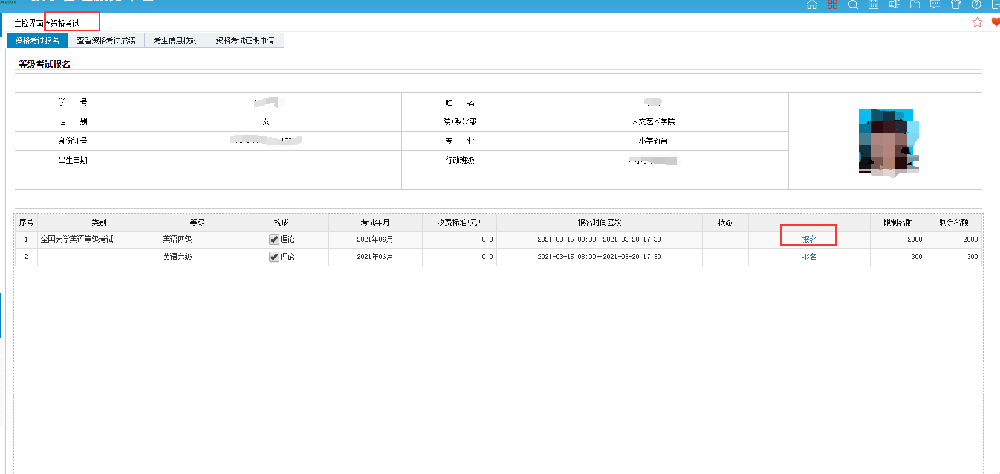 OLLEGE
主控界面→资格考试
资格考试报名 查看资格考试成绩 考生信息核对 资格考试证明申请
等级考试报名
学 号 姓 名
性 别 女 院(系)/部 人文艺术学院
身份证号 专 业 小学教育
出生日期 行政班级
序号 类别 等级 构成 考试年月 收费标准(元) 报名时间区段 状态 限制名额 剩余名额
1 全国大学英语等级考试 英语四级 理论 2021年06月 0.0 2021-03-15 08:00—2021-03-20 17:30 报名 2000 2000
2 英语六级 理论 2021年06月 0.0 2021-03-15 08:00—2021-03-20 17:30 报名 300 300